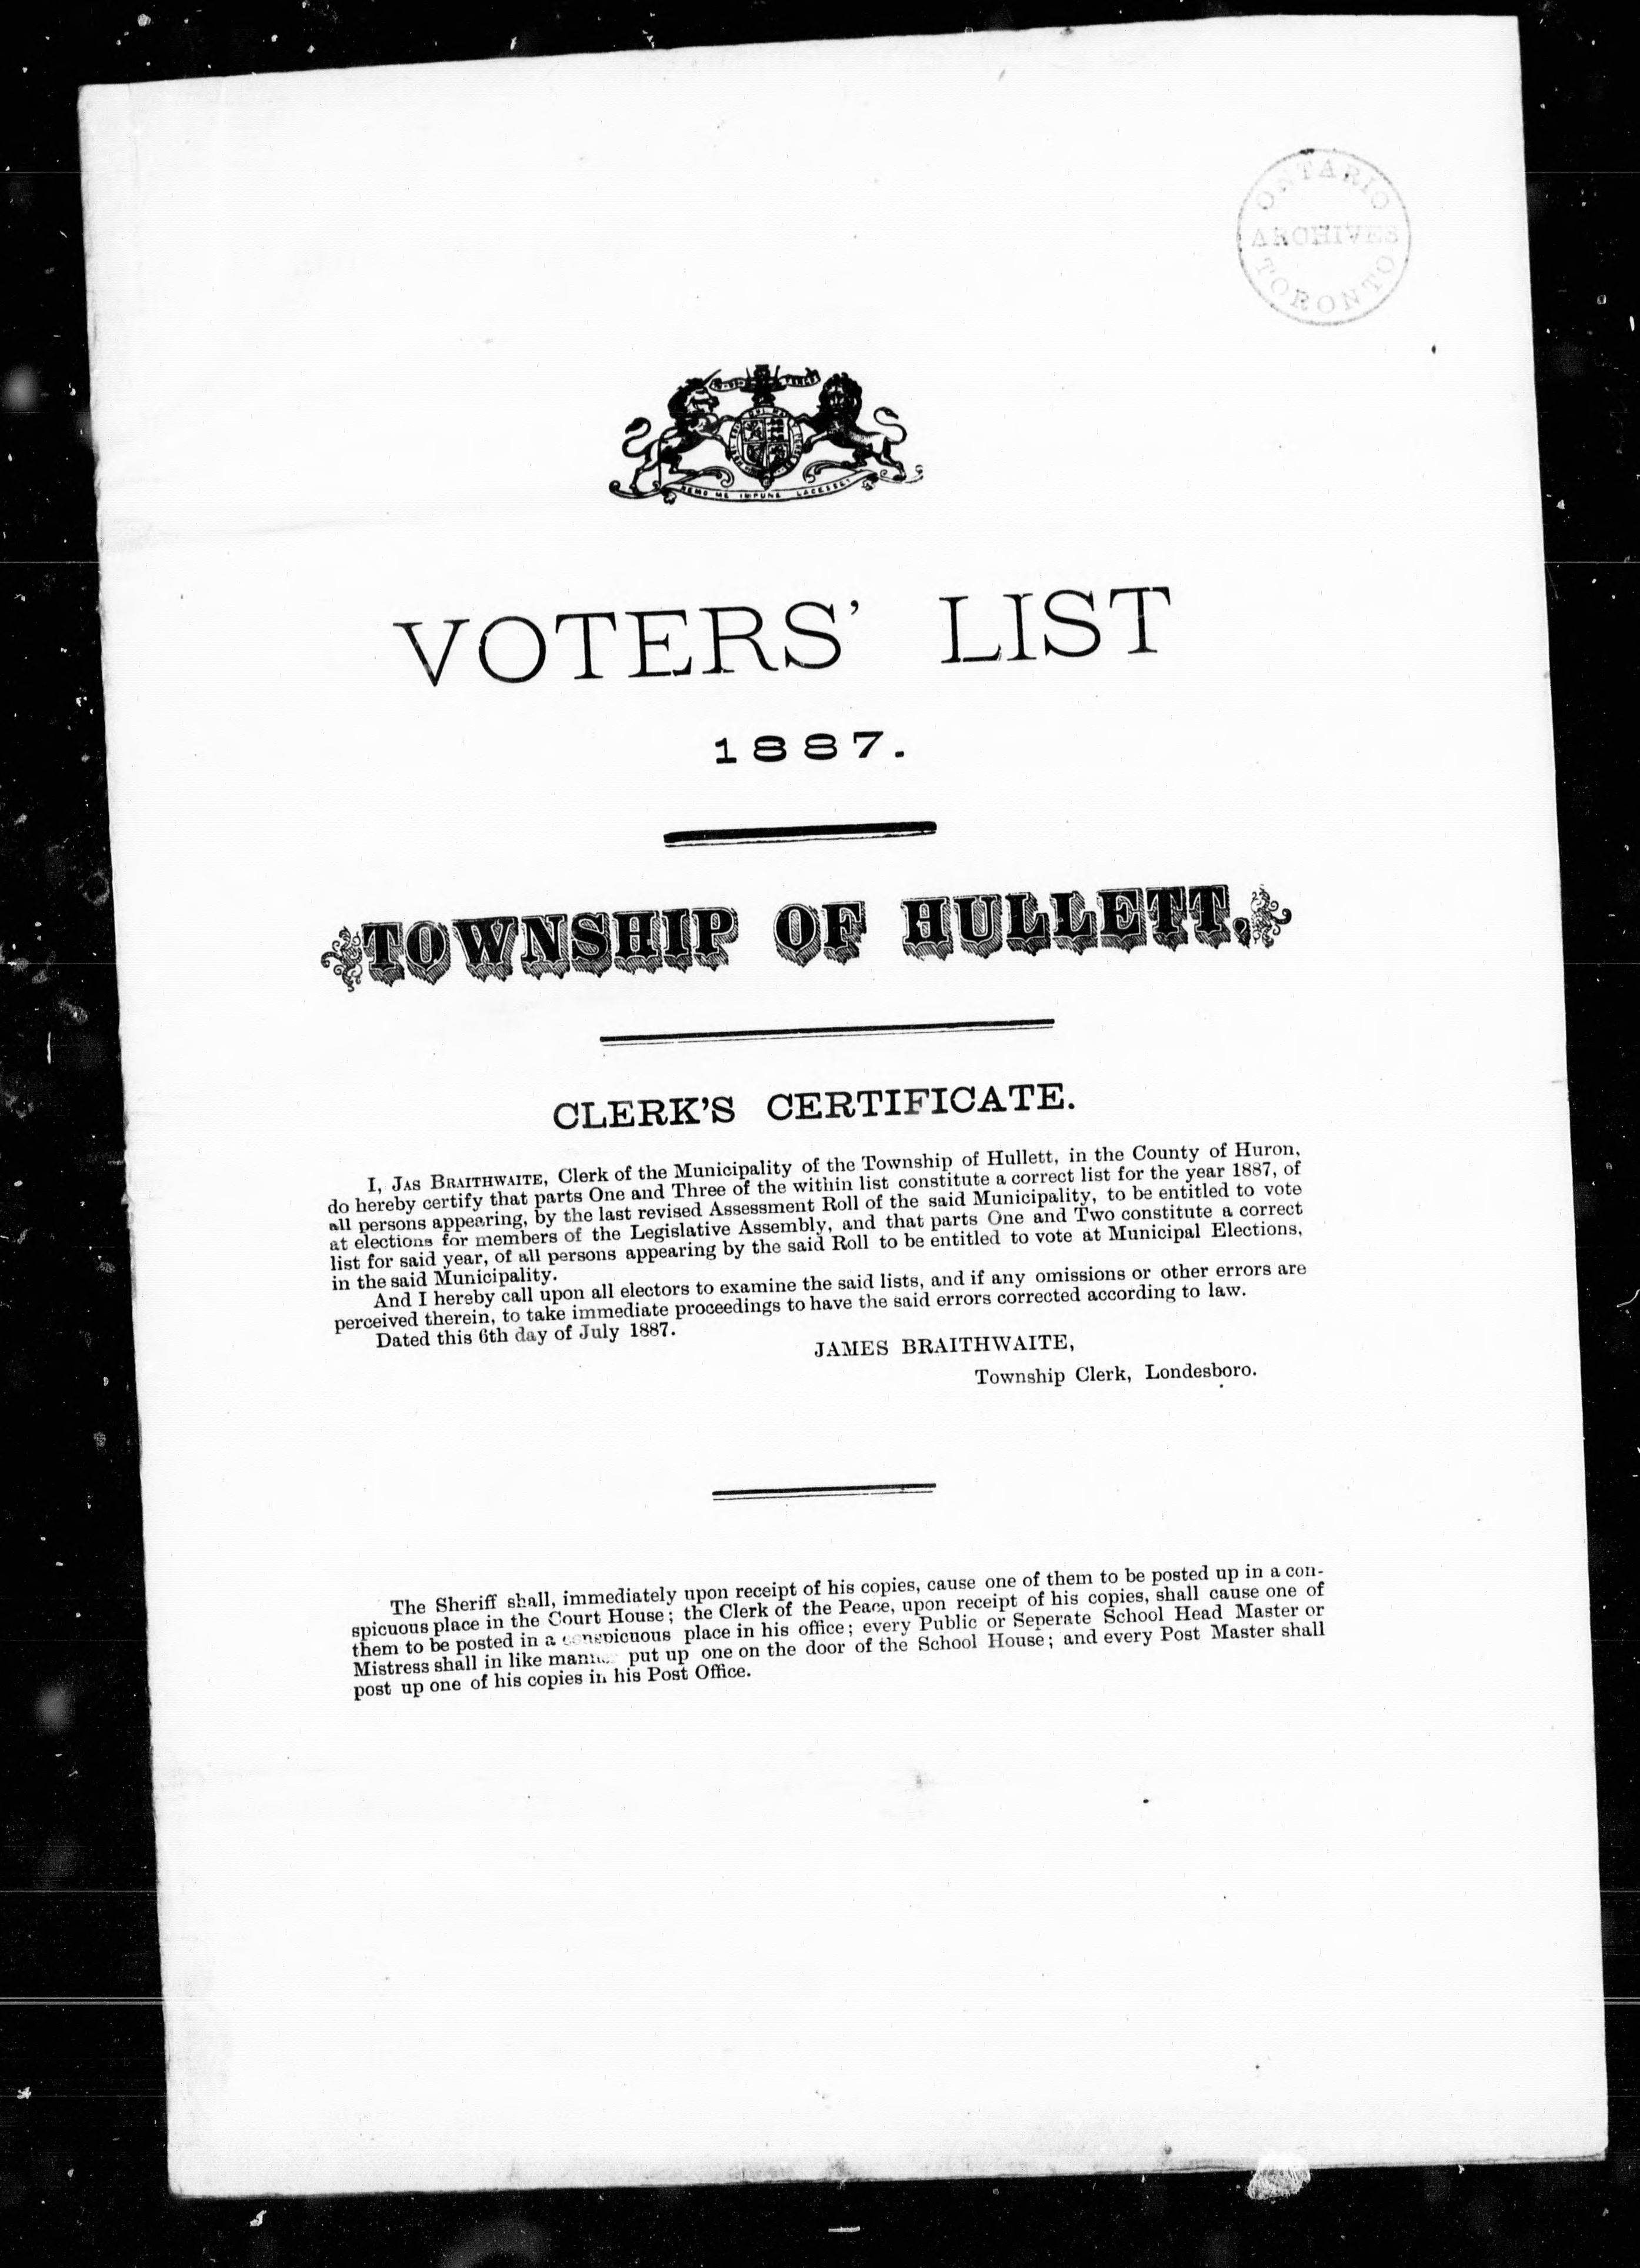 ONTARIO
ARCHIVES
TORONTO
NEMO ME IMPUNE LACESSET
VOTERS' LIST
1887.
TOWNSHIP OF HULLETT.
CLERK'S CERTIFICATE.
I, JAS BRAITHWAITE, Clerk of the Municipality of the Township of Hullett, in the County of Huron,
do hereby certify that parts One and Three of the within list constitute a correct list for the year 1887, of
all persons appearing, by the last revised Assessment Roll of the said Municipality, to be entitled to vote
at elections for members of the Legislative Assembly, and that parts One and Two constitute a correct
list for said year, of all persons appearing by the said Roll to be entitled to vote at Municipal Elections,
in the said Municipality.
And I hereby call upon all electors to examine the said lists, and if any omissions or other errors are
perceived therein, to take immediate proceedings to have the said errors corrected according to law.
Dated this 6th day of July 1887.
JAMES BRAITHWAITE,
Township Clerk, Londesboro.
The Sheriff shall, immediately upon receipt of his copies, cause one of them to be posted up in a con-
spicuous place in the Court House; the Clerk of the Peace, upon receipt of his copies, shall cause one of
them to be posted in a conspicuous place in his office; every Public or Seperate School Head Master or
Mistress shall in like manner put up one on the door of the School House; and every Post Master shall
post up one of his copies in his Post Office.